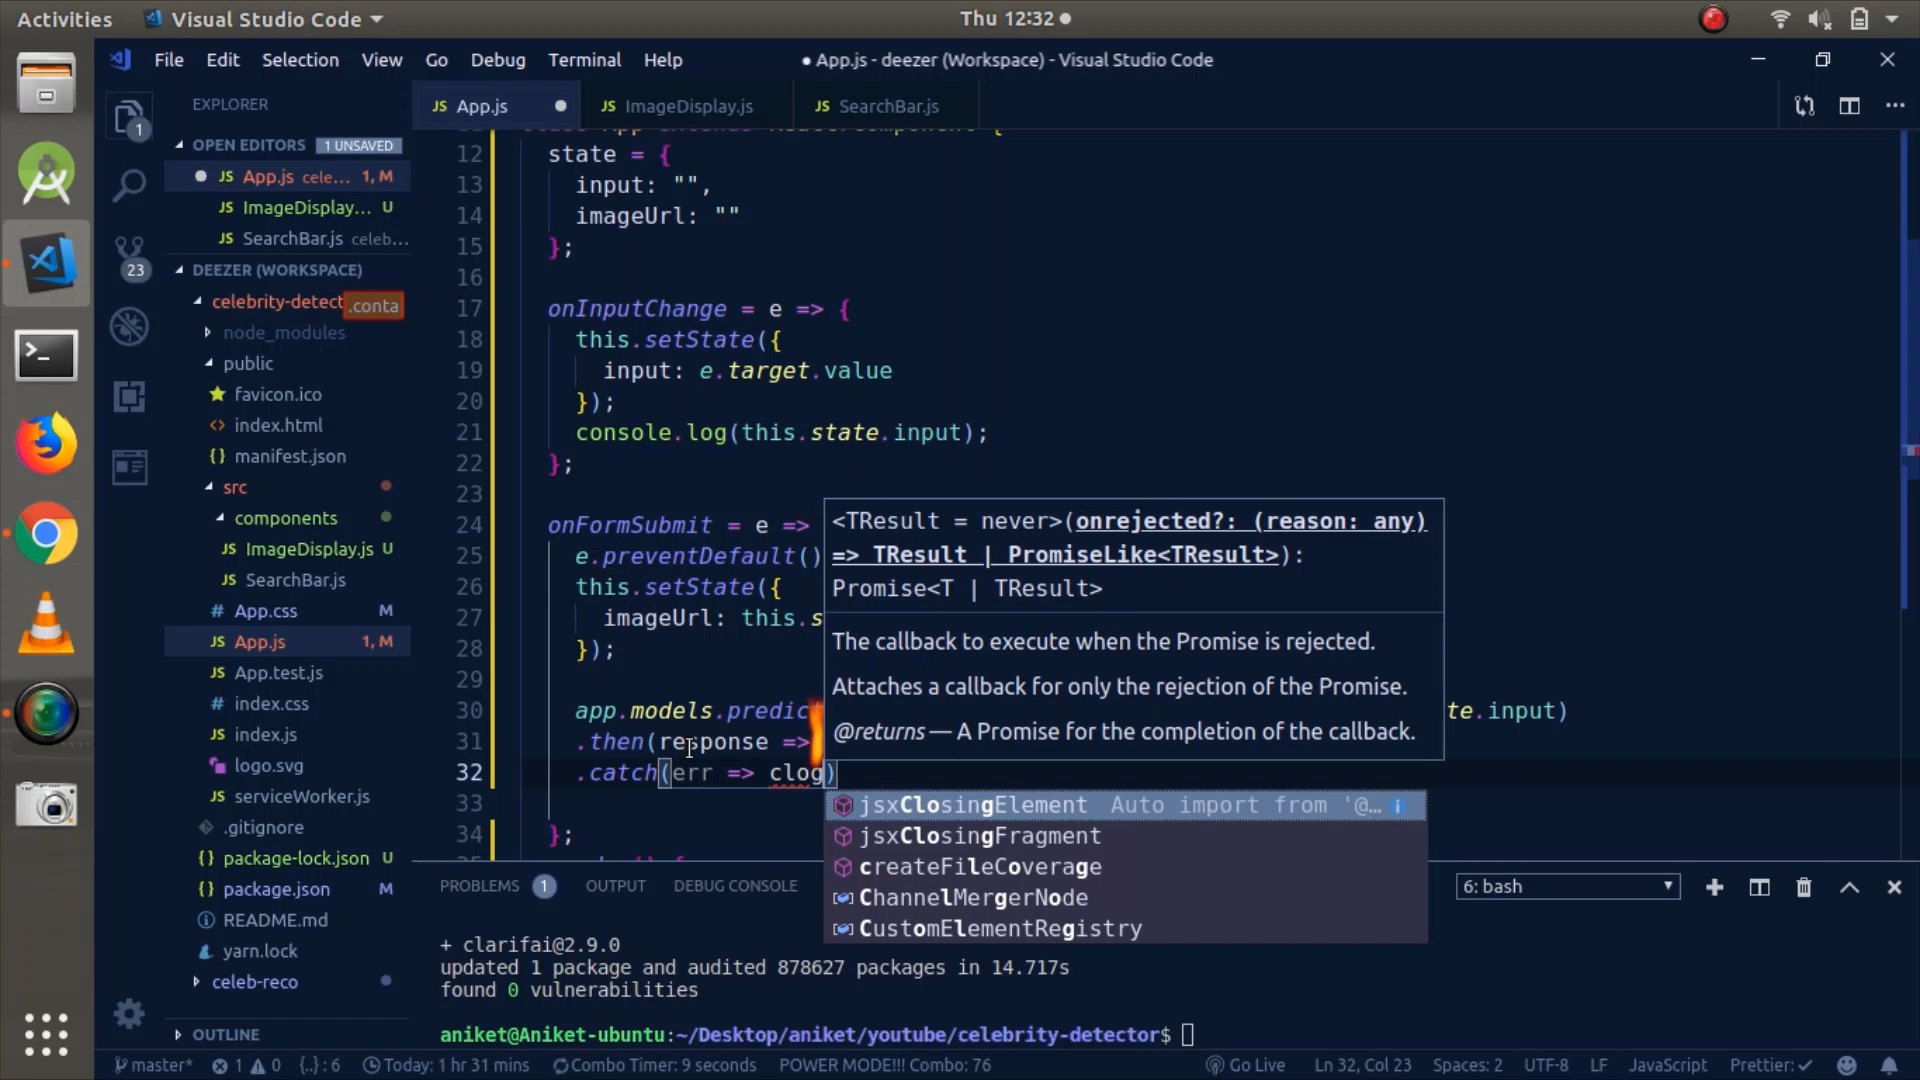 Activities
Visual Studio Code
Thu 12:32
File Edit Selection View Go Debug Terminal Help
● App.js - deezer (Workspace) - Visual Studio Code
EXPLORER
OPEN EDITORS 1 UNSAVED
JS App.js cele... 1, M
JS ImageDisplay... U
JS SearchBar.js celeb...
DEEZER (WORKSPACE)
celebrity-detect .conta
node_modules
public
favicon.ico
<> index.html
{} manifest.json
src
components
JS ImageDisplay.js U
JS SearchBar.js
# App.css M
JS App.js 1, M
JS App.test.js
# index.css
JS index.js
logo.svg
JS serviceWorker.js
.gitignore
{} package-lock.json U
{} package.json M
README.md
yarn.lock
celeb-reco
OUTLINE
1
23
JS App.js
JS ImageDisplay.js
JS SearchBar.js
12 state = {
13 input: "",
14 imageUrl: ""
15 };
16
17 onInputChange = e => {
18 this.setState({
19 input: e.target.value
20 });
21 console.log(this.state.input);
22 };
23
24 onFormSubmit = e =>
25 e.preventDefault()
26 this.setState({
27 imageUrl: this.s
28 });
29
30 app.models.predic te.input)
31 .then(response =>
32 .catch(err => clog)
33
34 };
<TResult = never>(onrejected?: (reason: any)
=> TResult | PromiseLike<TResult>):
Promise<T | TResult>
The callback to execute when the Promise is rejected.
Attaches a callback for only the rejection of the Promise.
@returns — A Promise for the completion of the callback.
jsxClosingElement Auto import from '@...
jsxClosingFragment
createFileCoverage
ChannelMergerNode
CustomElementRegistry
PROBLEMS 1 OUTPUT DEBUG CONSOLE
6: bash
+ clarifai@2.9.0
updated 1 package and audited 878627 packages in 14.717s
found 0 vulnerabilities
aniket@Aniket-ubuntu:~/Desktop/aniket/youtube/celebrity-detector$
master* 1 0 {..} : 6 Today: 1 hr 31 mins Combo Timer: 9 seconds POWER MODE!!! Combo: 76
Go Live Ln 32, Col 23 Spaces: 2 UTF-8 LF JavaScript Prettier: ✓